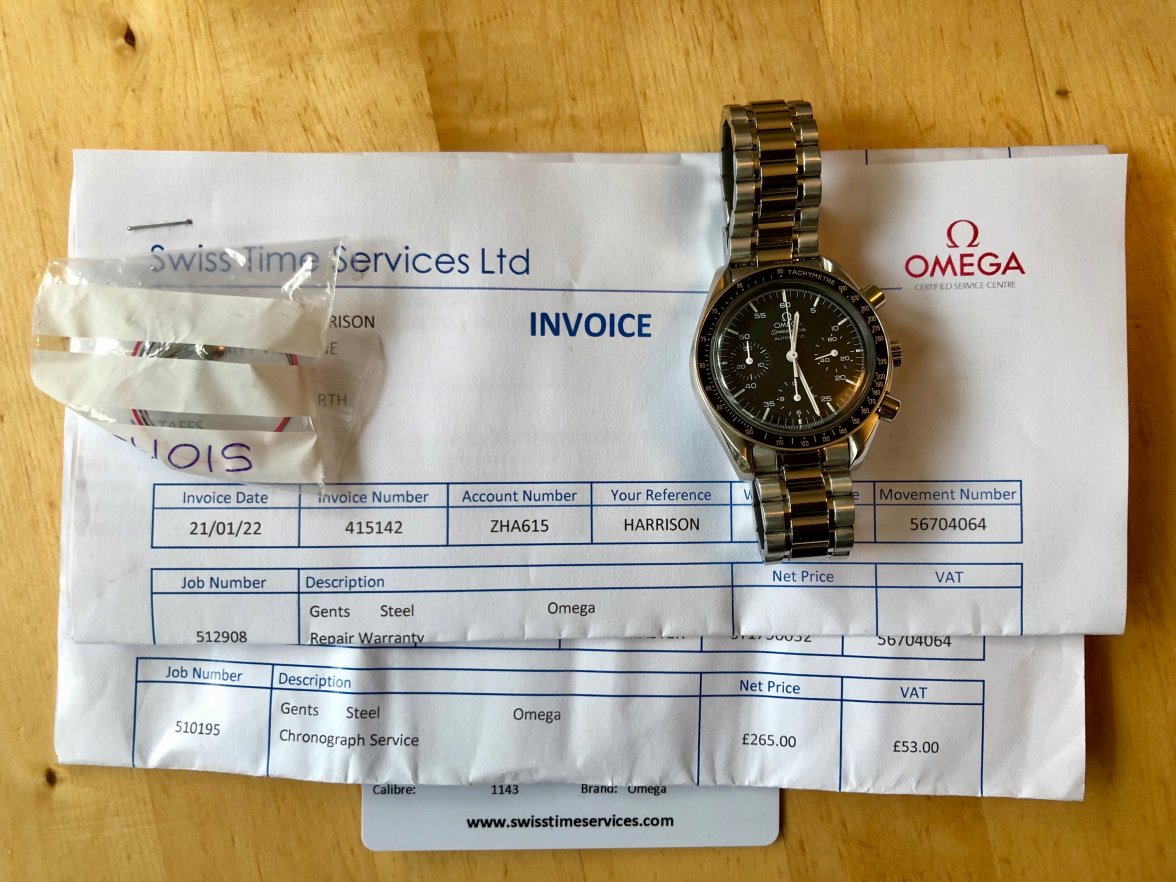 Swiss Time Services Ltd
Ω
OMEGA
CERTIFIED SERVICE CENTRE
INVOICE
RISON
RTH
TAFFS
OMEGA
Speedmaster
AUTOMATIC
TACHYMETRE
Invoice Date Invoice Number Account Number Your Reference Movement Number
21/01/22 415142 ZHA615 HARRISON 56704064
Job Number Description Net Price VAT
Gents Steel Omega
512908 Repair Warranty 56704064
Job Number Description Net Price VAT
Gents Steel Omega
510195 Chronograph Service £265.00 £53.00
Calibre: 1143 Brand: Omega
www.swisstimeservices.com